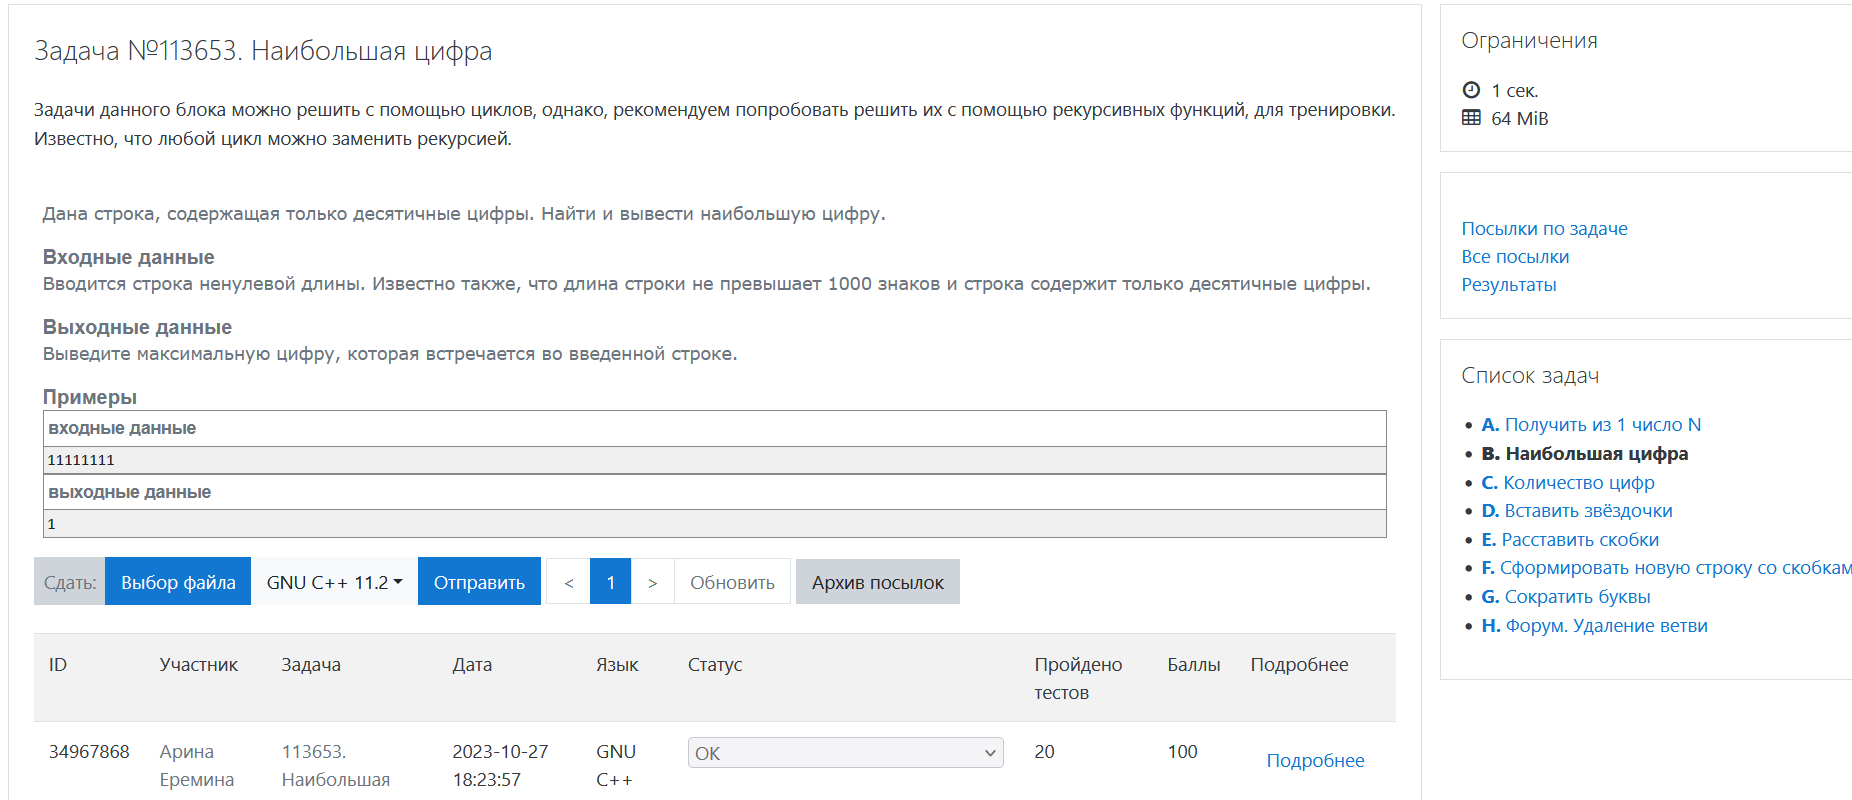 Задача №113653. Наибольшая цифра
Задачи данного блока можно решить с помощью циклов, однако, рекомендуем попробовать решить их с помощью рекурсивных функций, для тренировки.
Известно, что любой цикл можно заменить рекурсией.
Дана строка, содержащая только десятичные цифры. Найти и вывести наибольшую цифру.
Входные данные
Вводится строка ненулевой длины. Известно также, что длина строки не превышает 1000 знаков и строка содержит только десятичные цифры.
Выходные данные
Выведите максимальную цифру, которая встречается во введенной строке.
Примеры
входные данные
11111111
выходные данные
1
Сдать: Выбор файла GNU C++ 11.2 Отправить < 1 > Обновить Архив посылок
ID Участник Задача Дата Язык Статус Пройдено тестов Баллы Подробнее
34967868 Арина Еремина 113653. Наибольшая 2023-10-27 18:23:57 GNU C++ OK 20 100 Подробнее
Ограничения
1 сек.
64 MiB
Посылки по задаче
Все посылки
Результаты
Список задач
A. Получить из 1 число N
B. Наибольшая цифра
C. Количество цифр
D. Вставить звёздочки
E. Расставить скобки
F. Сформировать новую строку со скобкам
G. Сократить буквы
H. Форум. Удаление ветви